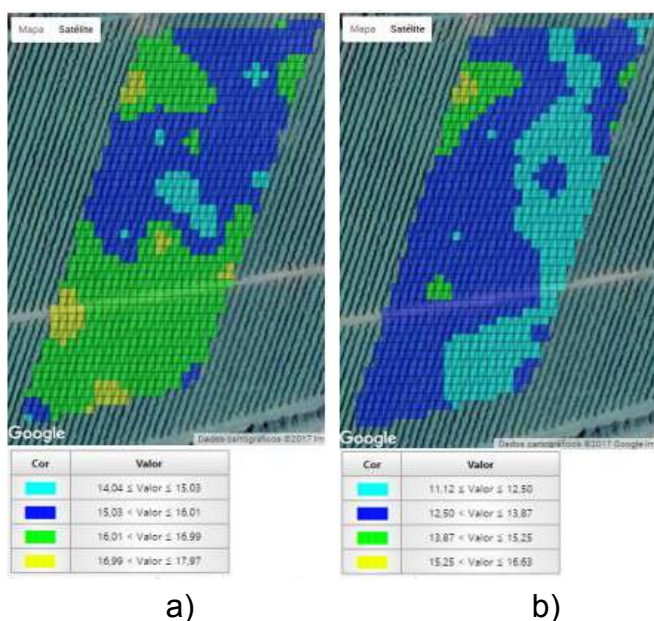 Mapa Satélite
Google
Dados cartográficos ©2017 Im
Cor Valor
14,04 ≤ Valor ≤ 15,03
15,03 < Valor ≤ 16,01
16,01 < Valor ≤ 16,99
16,99 < Valor ≤ 17,97
a)
Mapa Satélite
Google
Dados cartográficos ©2017 Google Im
Cor Valor
11,12 ≤ Valor ≤ 12,50
12,50 < Valor ≤ 13,87
13,87 < Valor ≤ 15,25
15,25 < Valor ≤ 16,63
b)